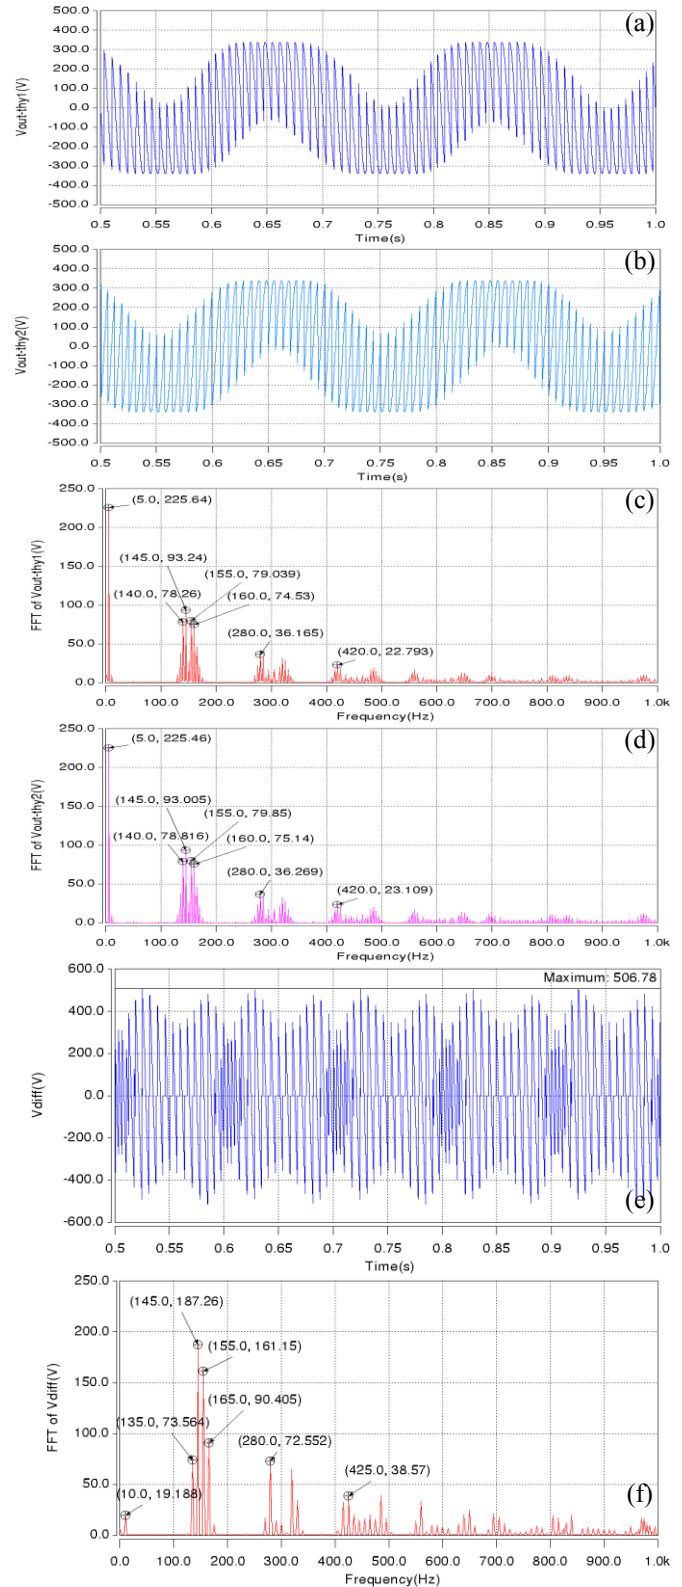 500.0
(a)
400.0
300.0
200.0
100.0
0.0
-100.0
-200.0
-300.0
-400.0
-500.0
Vout-thy1(V)
0.5 0.55 0.6 0.65 0.7 0.75 0.8 0.85 0.9 0.95 1.0
Time(s)
500.0
(b)
400.0
300.0
200.0
100.0
0.0
-100.0
-200.0
-300.0
-400.0
-500.0
Vout-thy2(V)
0.5 0.55 0.6 0.65 0.7 0.75 0.8 0.85 0.9 0.95 1.0
Time(s)
250.0
(5.0, 225.64)
(c)
200.0
(145.0, 93.24)
150.0
(155.0, 79.039)
(140.0, 78.26)
(160.0, 74.53)
100.0
(280.0, 36.165)
(420.0, 22.793)
50.0
0.0
FFT of Vout-thy1(V)
0.0 100.0 200.0 300.0 400.0 500.0 600.0 700.0 800.0 900.0 1.0k
Frequency(Hz)
250.0
(5.0, 225.46)
(d)
200.0
(145.0, 93.005)
150.0
(155.0, 79.85)
(140.0, 78.816)
(160.0, 75.14)
100.0
(280.0, 36.269)
(420.0, 23.109)
50.0
0.0
FFT of Vout-thy2(V)
0.0 100.0 200.0 300.0 400.0 500.0 600.0 700.0 800.0 900.0 1.0k
Frequency(Hz)
600.0
Maximum: 506.78
400.0
200.0
0.0
-200.0
-400.0
(e)
-600.0
Vdiff(V)
0.5 0.55 0.6 0.65 0.7 0.75 0.8 0.85 0.9 0.95 1.0
Time(s)
250.0
(145.0, 187.26)
200.0
(155.0, 161.15)
150.0
(165.0, 90.405)
100.0
(135.0, 73.564)
(280.0, 72.552)
50.0
(425.0, 38.57)
(10.0, 19.188)
(f)
0.0
FFT of Vdiff(V)
0.0 100.0 200.0 300.0 400.0 500.0 600.0 700.0 800.0 900.0 1.0k
Frequency(Hz)